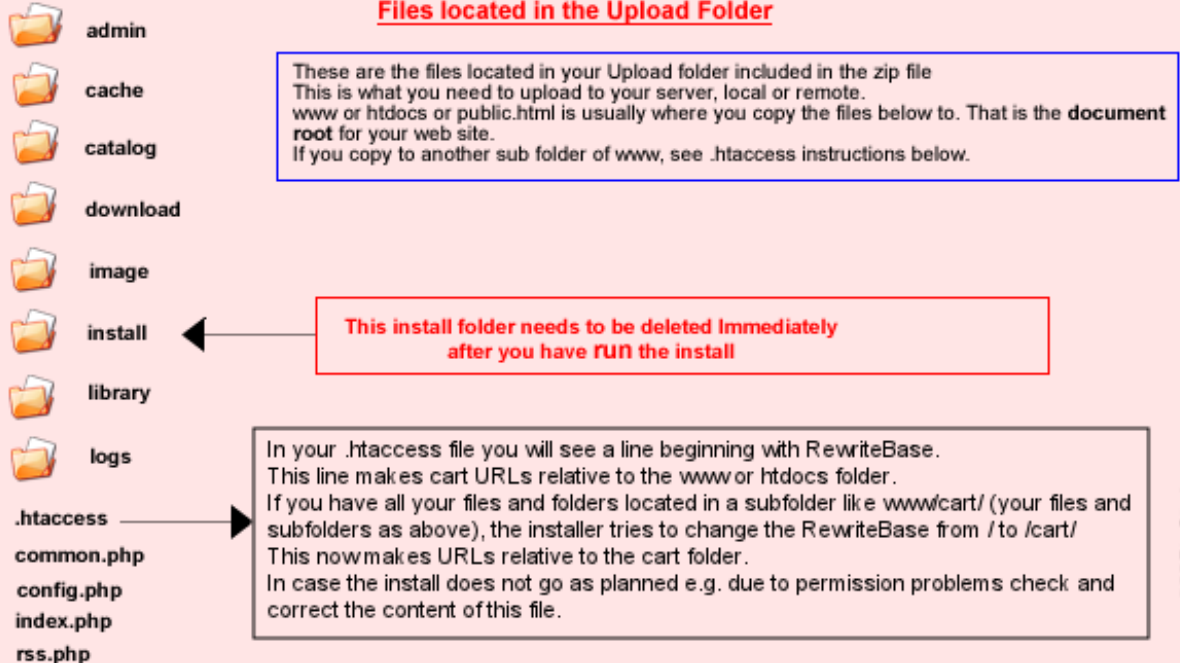 Files located in the Upload Folder
admin
These are the files located in your Upload folder included in the zip file
This is what you need to upload to your server, local or remote.
www or htdocs or public.html is usually where you copy the files below to. That is the document
root for your web site.
If you copy to another sub folder of www, see .htaccess instructions below.
cache
catalog
download
image
install
This install folder needs to be deleted Immediately
after you have run the install
library
logs
In your .htaccess file you will see a line beginning with RewriteBase.
This line makes cart URLs relative to the www or htdocs folder.
If you have all your files and folders located in a subfolder like www/cart/ (your files and
subfolders as above), the installer tries to change the RewriteBase from / to /cart/
This now makes URLs relative to the cart folder.
In case the install does not go as planned e.g. due to permission problems check and
correct the content of this file.
.htaccess
common.php
config.php
index.php
rss.php